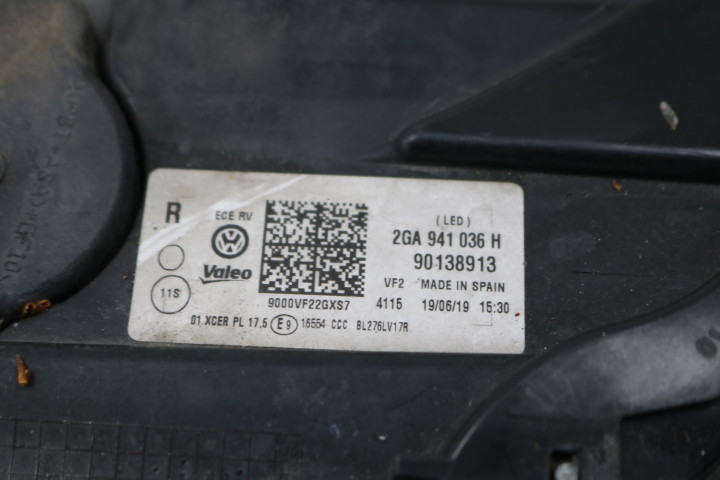 R ECE RV (LED)
2GA 941 036 H
Valeo 90138913
11S VF2 MADE IN SPAIN
9000VF22GXS7 4115 19/06/19 15:30
01 XCER PL 17,5 E9 16554 CCC BL276LV17R